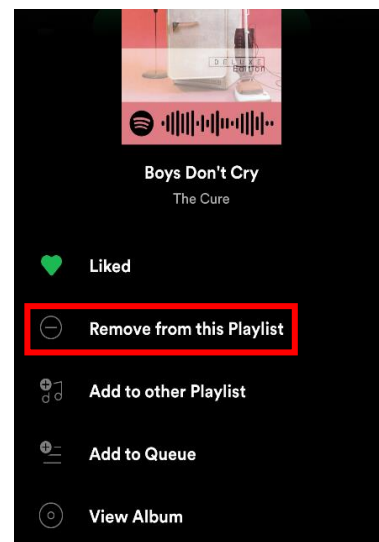 DELUXE
Edition
Boys Don't Cry
The Cure
Liked
Remove from this Playlist
Add to other Playlist
Add to Queue
View Album